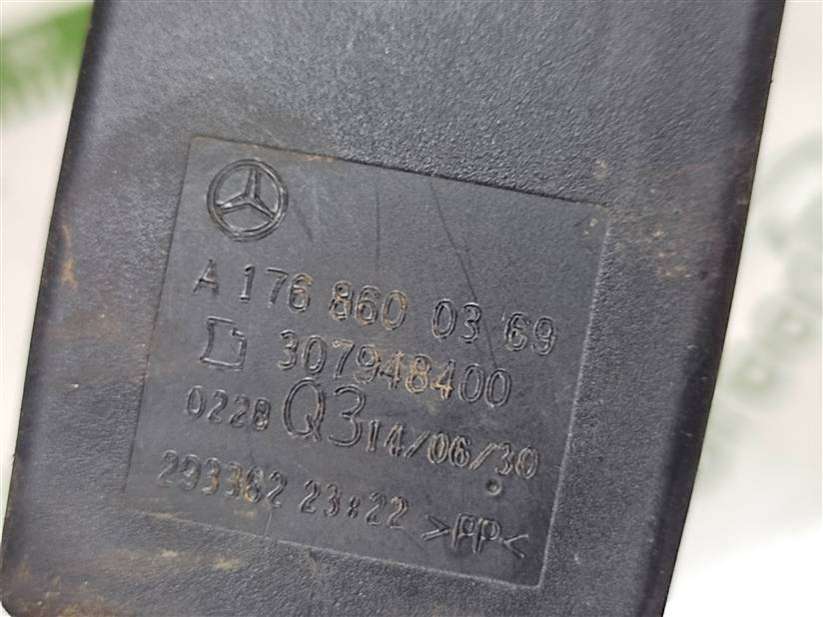 A 176 860 03 69
307948400
0228 Q3 14/06/30
293362 23:22 >PP<